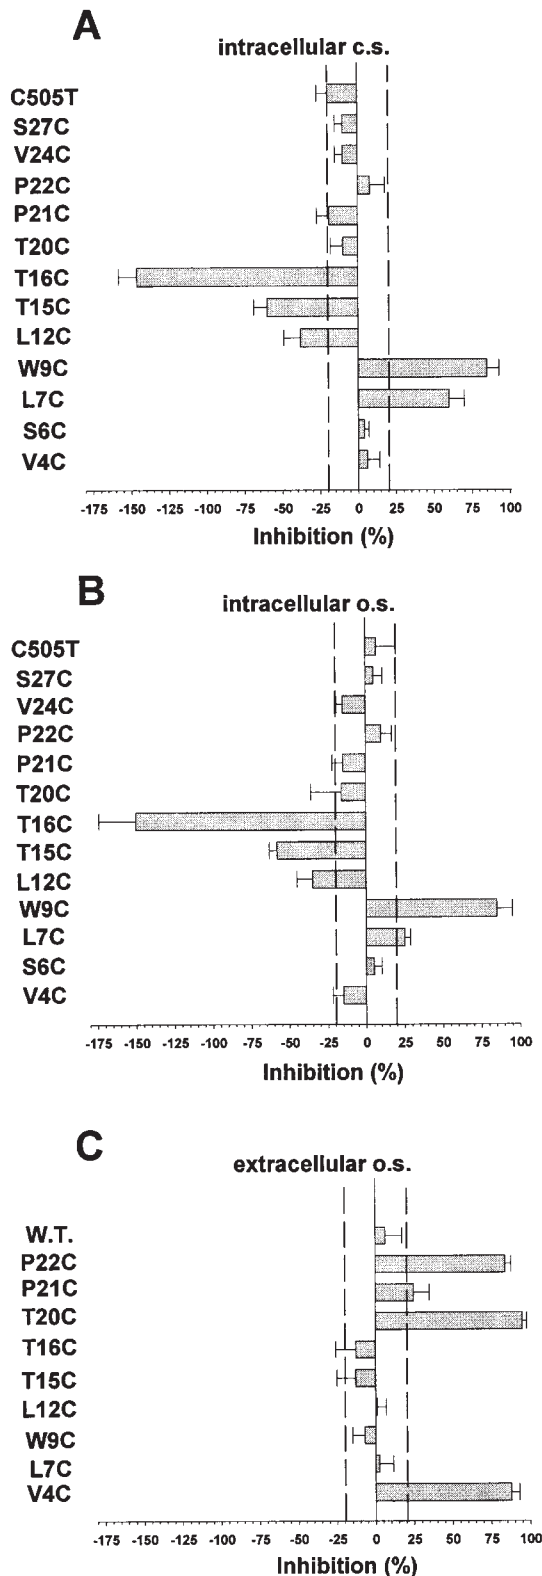 A
intracellular c.s.
C505T
S27C
V24C
P22C
P21C
T20C
T16C
T15C
L12C
W9C
L7C
S6C
V4C
-175 -150 -125 -100 -75 -50 -25 0 25 50 75 100
Inhibition (%)
B
intracellular o.s.
C505T
S27C
V24C
P22C
P21C
T20C
T16C
T15C
L12C
W9C
L7C
S6C
V4C
-175 -150 -125 -100 -75 -50 -25 0 25 50 75 100
Inhibition (%)
C
extracellular o.s.
W.T.
P22C
P21C
T20C
T16C
T15C
L12C
W9C
L7C
V4C
-175 -150 -125 -100 -75 -50 -25 0 25 50 75 100
Inhibition (%)